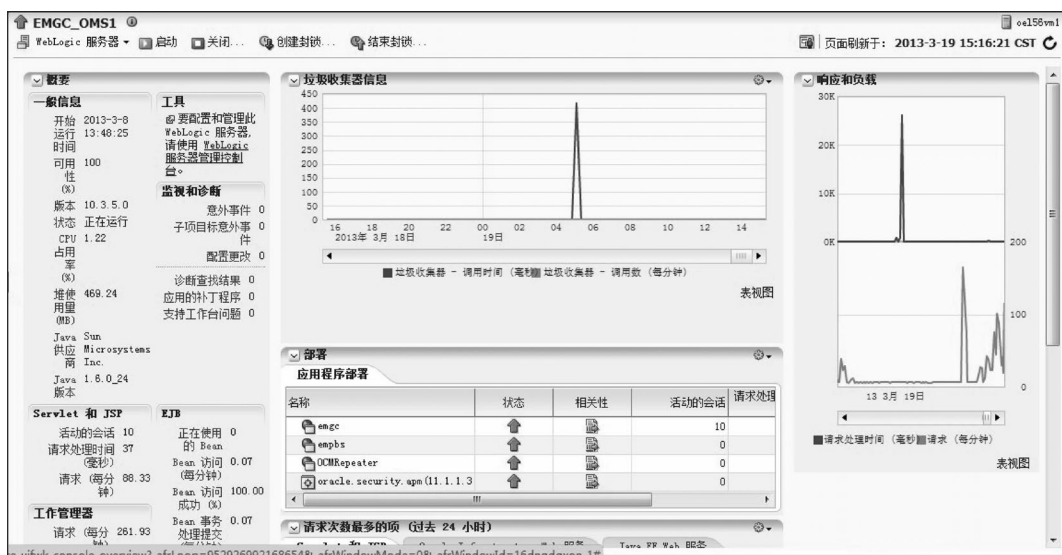 EMGC_OMS1
oel56vm1
WebLogic 服务器
启动
关闭...
创建封锁...
结束封锁...
页面刷新于: 2013-3-19 15:16:21 CST
概要
一般信息
开始运行时间 2013-3-8 13:48:25
可用性 (%) 100
版本 10.3.5.0
状态 正在运行
CPU 占用率 (%) 1.22
堆使用量 (MB) 469.24
Java 供应商 Sun Microsystems Inc.
Java 版本 1.6.0_24
工具
要配置和管理此 WebLogic 服务器, 请使用 WebLogic 服务器管理控制台。
监视和诊断
意外事件 0
子项目标意外事件 0
配置更改 0
诊断查找结果 0
应用的补丁程序 0
支持工作台问题 0
Servlet 和 JSP
活动的会话 10
请求处理时间 (毫秒) 37
请求 (每分钟) 88.33
EJB
正在使用的 Bean 0
Bean 访问 (每分钟) 0.07
Bean 访问成功 (%) 100.00
Bean 事务处理提交 0.07
工作管理器
请求 (每分 261.93
垃圾收集器信息
450
400
350
300
250
200
150
100
50
0
16 18 20 22 00 02 04 06 08 10 12 14
2013年 3月 18日 19日
垃圾收集器 - 调用时间 (毫秒
垃圾收集器 - 调用数 (每分钟)
表视图
部署
应用程序部署
名称 状态 相关性 活动的会话 请求处理
emgc 10
empbs 0
OCMRepeater 0
oracle.security.apm(11.1.1.3 0
请求次数最多的项 (过去 24 小时)
响应和负载
30K
20K
10K
0K
200
100
0
13 3月 19日
请求处理时间 (毫秒
请求 (每分钟)
表视图